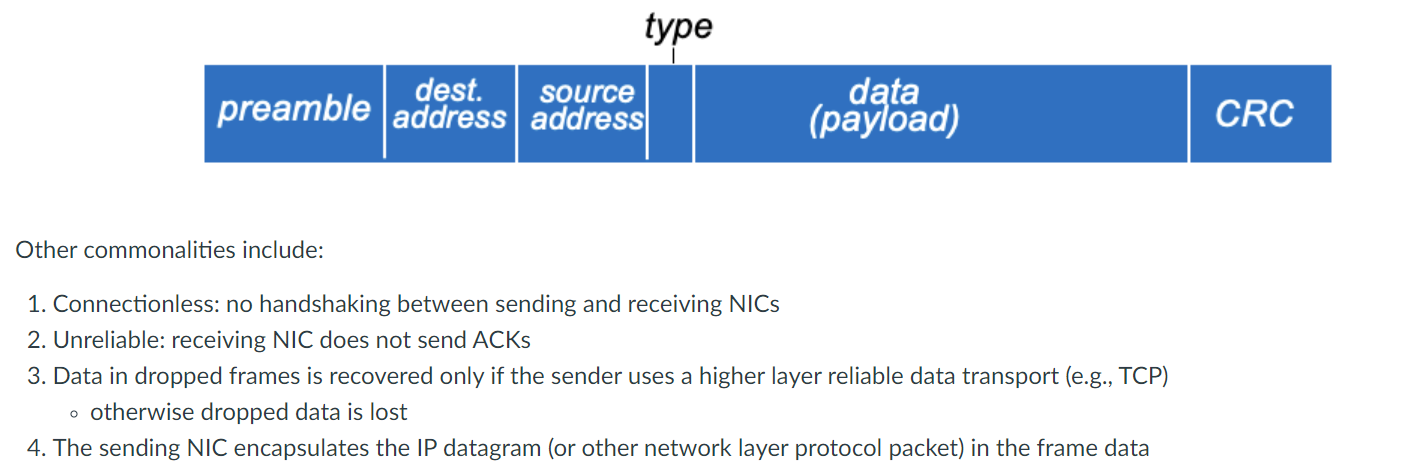 type
preamble
dest.
address
source
address
data
(payload)
CRC
Other commonalities include:
1. Connectionless: no handshaking between sending and receiving NICs
2. Unreliable: receiving NIC does not send ACKs
3. Data in dropped frames is recovered only if the sender uses a higher layer reliable data transport (e.g., TCP)
◦ otherwise dropped data is lost
4. The sending NIC encapsulates the IP datagram (or other network layer protocol packet) in the frame data